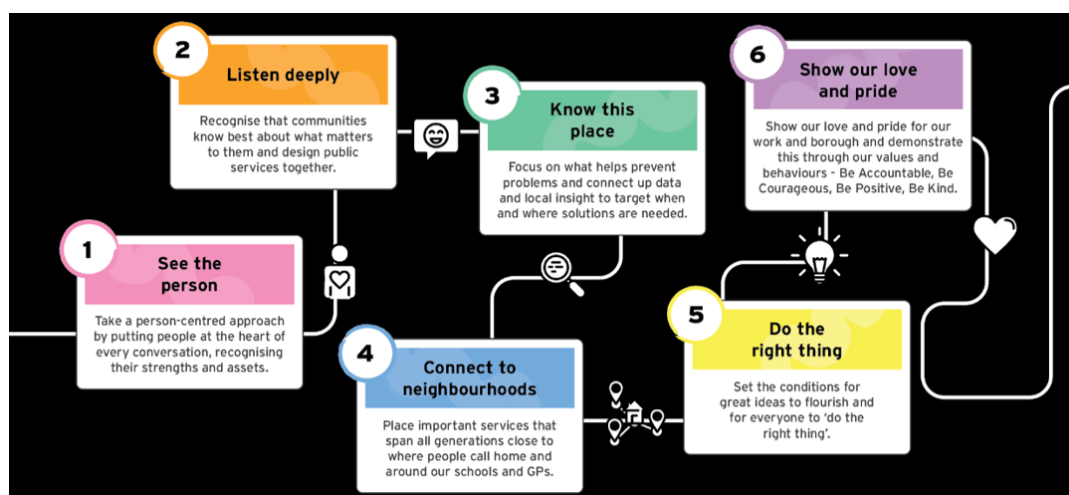 1
See the
person
Take a person-centred approach
by putting people at the heart of
every conversation, recognising
their strengths and assets.
2
Listen deeply
Recognise that communities
know best about what matters
to them and design public
services together.
3
Know this
place
Focus on what helps prevent
problems and connect up data
and local insight to target when
and where solutions are needed.
4
Connect to
neighbourhoods
Place important services that
span all generations close to
where people call home and
around our schools and GPs.
5
Do the
right thing
Set the conditions for
great ideas to flourish and
for everyone to ‘do the
right thing’.
6
Show our love
and pride
Show our love and pride for our
work and borough and demonstrate
this through our values and
behaviours - Be Accountable, Be
Courageous, Be Positive, Be Kind.